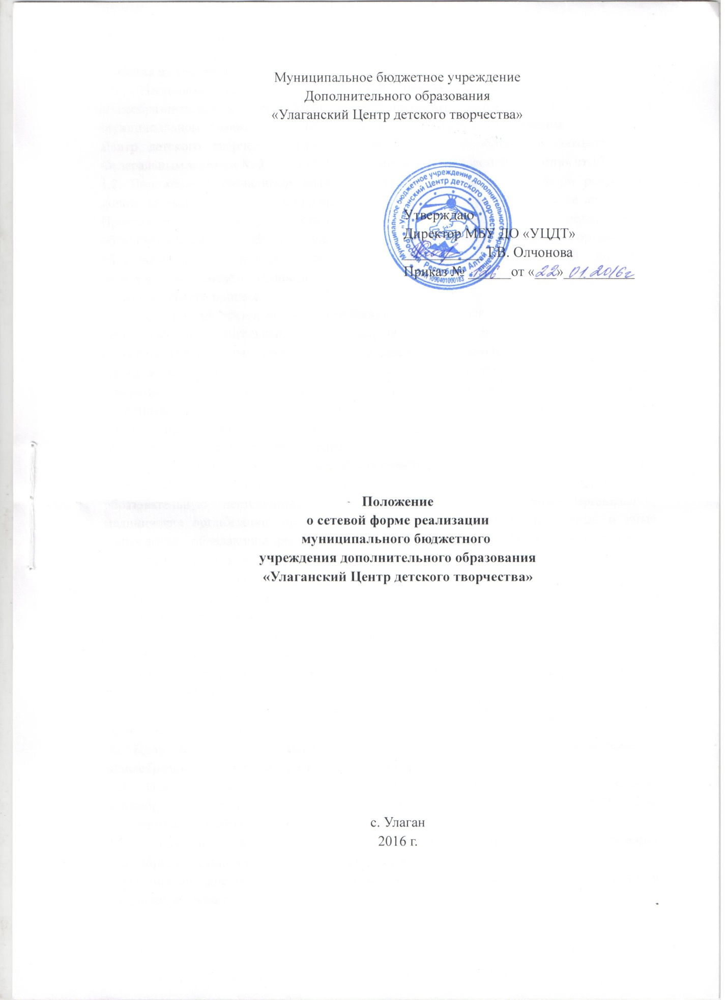 Муниципальное бюджетное учреждение
Дополнительного образования
«Улаганский Центр детского творчества»
Муниципальное бюджетное учреждение дополнительного образования
"Улаганский Центр детского творчества"
Россия Республика Алтай
Утверждаю
Директор МБУ ДО «УЦДТ»
Т.В. Олчонова
Приказ № от «22» 01.2016г
Положение
о сетевой форме реализации
муниципального бюджетного
учреждения дополнительного образования
«Улаганский Центр детского творчества»
с. Улаган
2016 г.